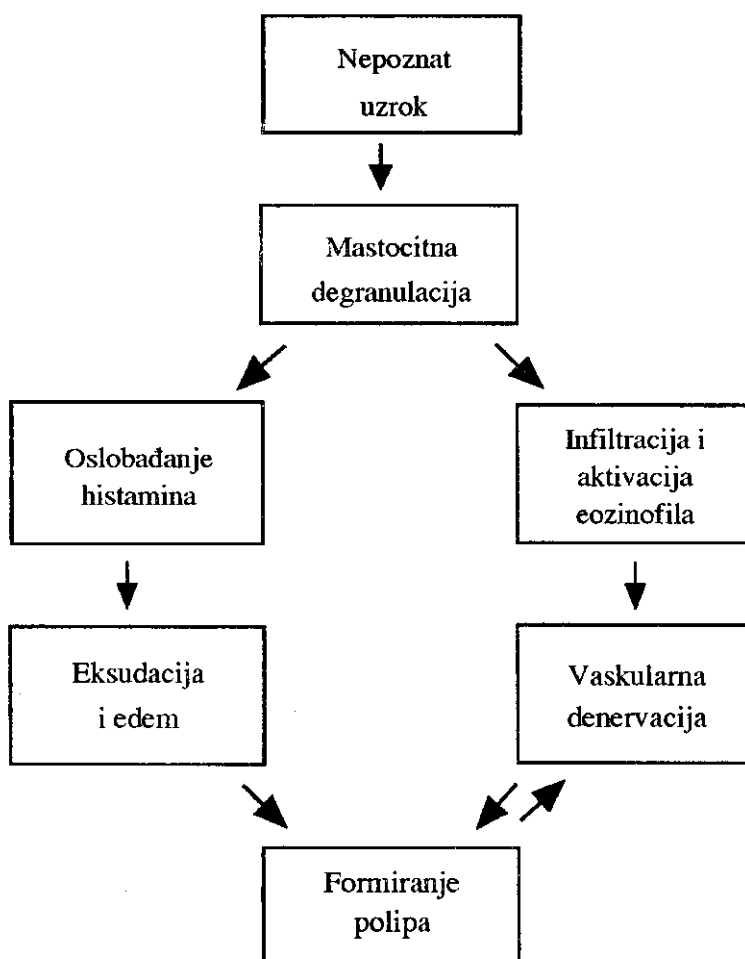 Nepoznat
uzrok
Mastocitna
degranulacija
Oslobađanje
histamina
Infiltracija i
aktivacija
eozinofila
Eksudacija
i edem
Vaskularna
denervacija
Formiranje
polipa